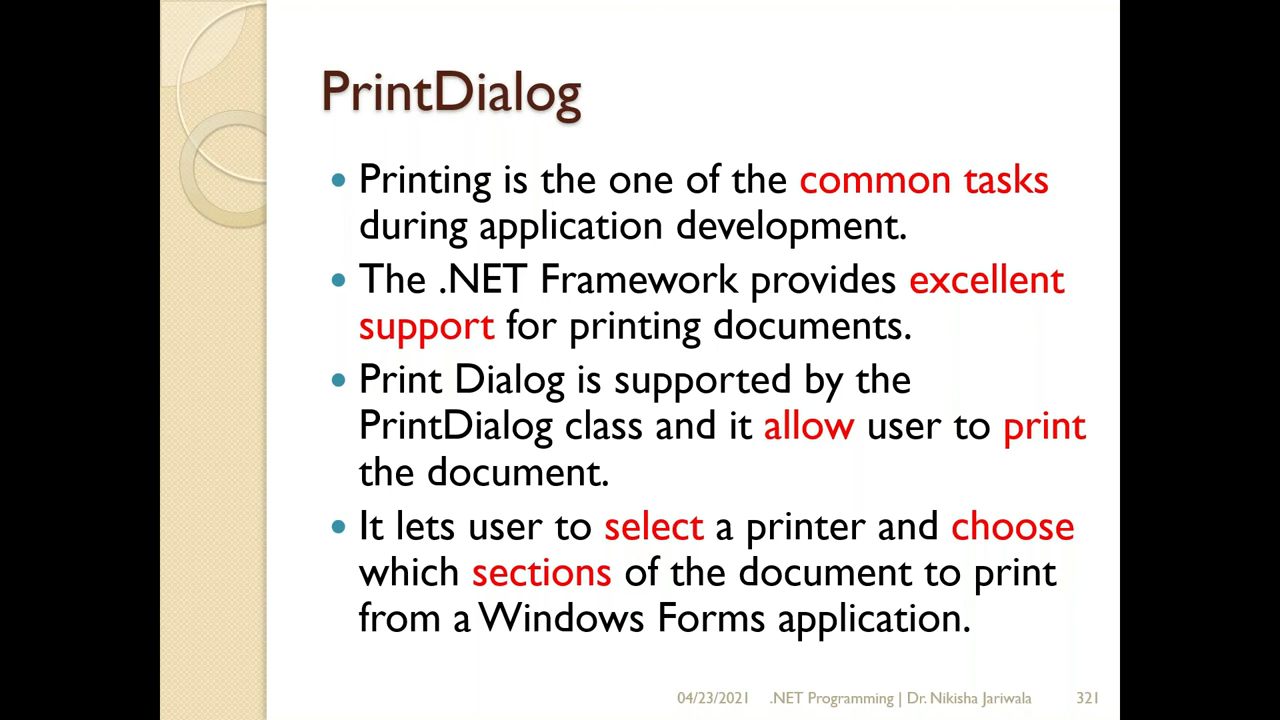 PrintDialog
• Printing is the one of the common tasks
during application development.
• The .NET Framework provides excellent
support for printing documents.
• Print Dialog is supported by the
PrintDialog class and it allow user to print
the document.
• It lets user to select a printer and choose
which sections of the document to print
from a Windows Forms application.
04/23/2021 .NET Programming | Dr. Nikisha Jariwala 321